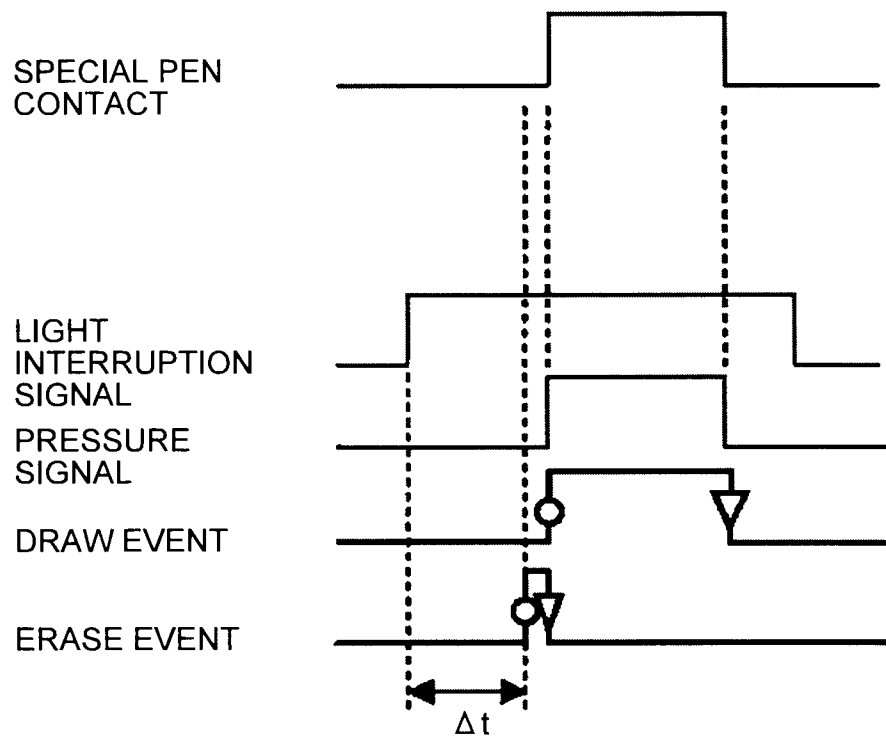 SPECIAL PEN
CONTACT
LIGHT
INTERRUPTION
SIGNAL
PRESSURE
SIGNAL
DRAW EVENT
ERASE EVENT
Δt